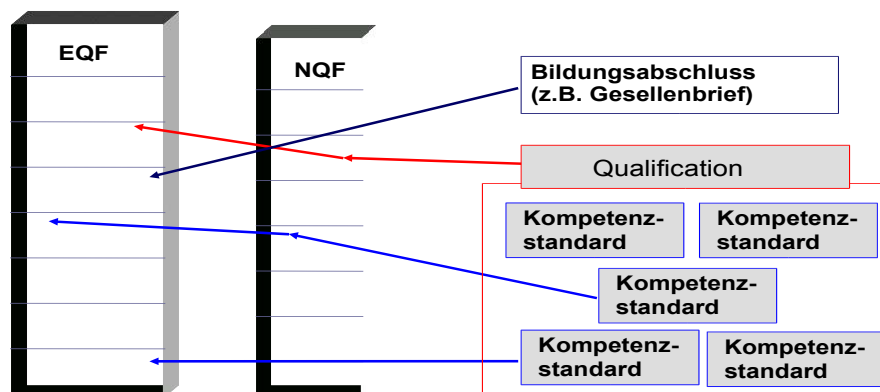 EQF
NQF
Bildungsabschluss
(z.B. Gesellenbrief)
Qualification
Kompetenz-
standard
Kompetenz-
standard
Kompetenz-
standard
Kompetenz-
standard
Kompetenz-
standard